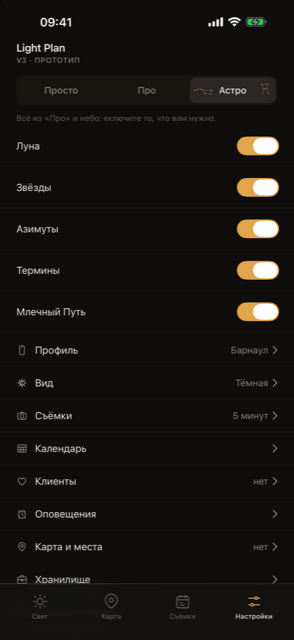 09:41
Light Plan
V3 · ПРОТОТИП
Просто
Про
Астро
Всё из «Про» и небо: включите то, что вам нужно.
Луна
Звёзды
Азимуты
Термины
Млечный Путь
Профиль Барнаул
Вид Тёмная
Съёмки 5 минут
Календарь
Клиенты нет
Оповещения
Карта и места нет
Хранилище
Свет
Карта
Съёмки
Настройки